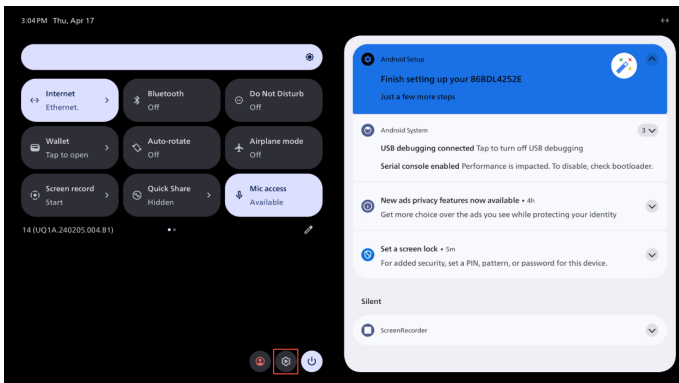 3:04 PM Thu, Apr 17
Internet
Ethernet.
Bluetooth
Off
Do Not Disturb
Off
Wallet
Tap to open
Auto-rotate
Off
Airplane mode
Off
Screen record
Start
Quick Share
Hidden
Mic access
Available
14 (UQ1A.240205.004.B1)
Android Setup
Finish setting up your 86BDL4252E
Just a few more steps
Android System
3
USB debugging connected Tap to turn off USB debugging
Serial console enabled Performance is impacted. To disable, check bootloader.
New ads privacy features now available • 4h
Get more choice over the ads you see while protecting your identity
Set a screen lock • 5m
For added security, set a PIN, pattern, or password for this device.
Silent
ScreenRecorder